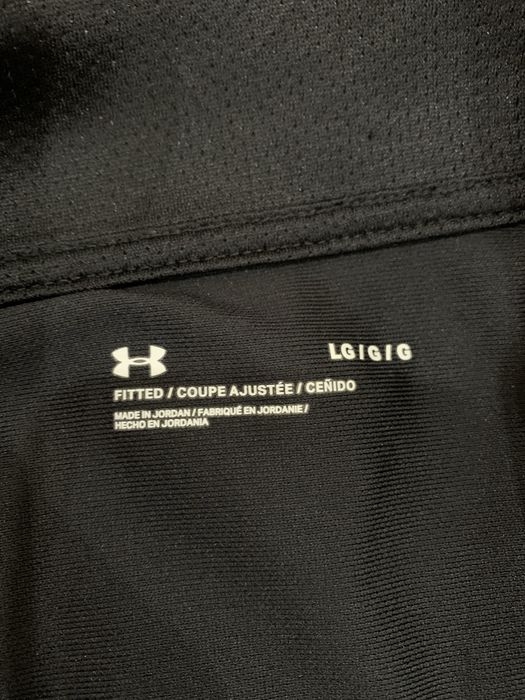 LG / G / G
FITTED / COUPE AJUSTÉE / CEÑIDO
MADE IN JORDAN / FABRIQUÉ EN JORDANIE /
HECHO EN JORDANIA